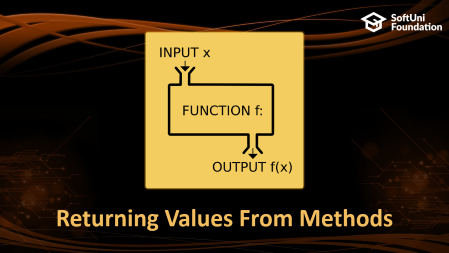 SoftUni
Foundation
INPUT x
FUNCTION f:
OUTPUT f(x)
Returning Values From Methods